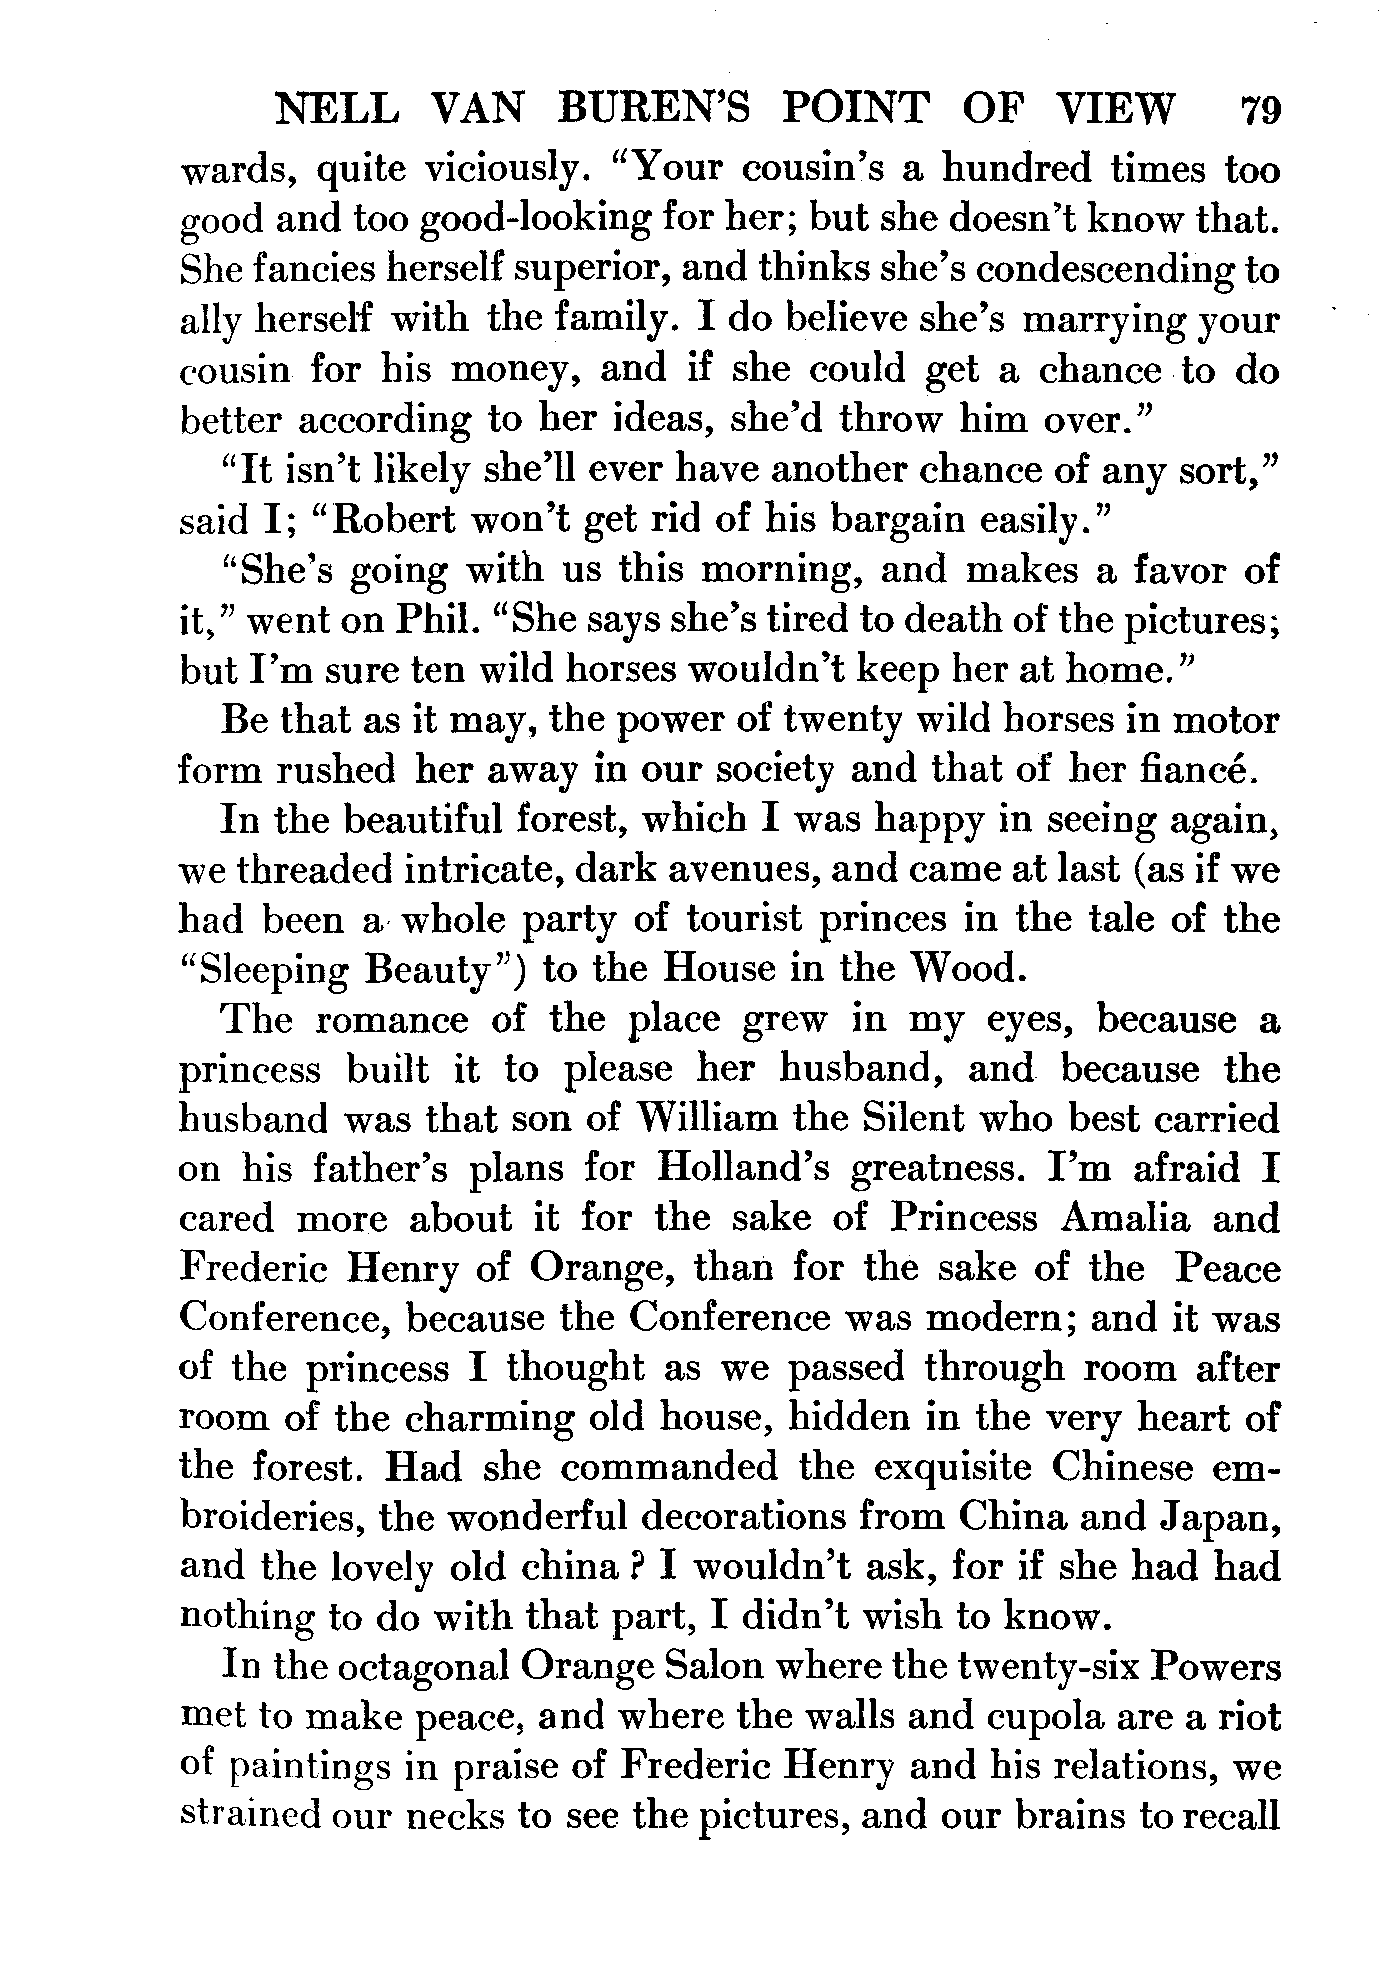 NELL VAN BUREN'S POINT OF VIEW 79
wards, quite viciously. “Your cousin's a hundred times too
good and too good-looking for her; but she doesn't know that.
She fancies herself superior, and thinks she's condescending to
ally herself with the family. I do believe she's marrying your
cousin for his money, and if she could get a chance to do
better according to her ideas, she'd throw him over.”
“It isn't likely she'll ever have another chance of any sort,”
said I; “Robert won't get rid of his bargain easily.”
“She's going with us this morning, and makes a favor of
it,” went on Phil. “She says she's tired to death of the pictures;
but I'm sure ten wild horses wouldn't keep her at home.”
Be that as it may, the power of twenty wild horses in motor
form rushed her away in our society and that of her fiancé.
In the beautiful forest, which I was happy in seeing again,
we threaded intricate, dark avenues, and came at last (as if we
had been a whole party of tourist princes in the tale of the
“Sleeping Beauty”) to the House in the Wood.
The romance of the place grew in my eyes, because a
princess built it to please her husband, and because the
husband was that son of William the Silent who best carried
on his father's plans for Holland's greatness. I'm afraid I
cared more about it for the sake of Princess Amalia and
Frederic Henry of Orange, than for the sake of the Peace
Conference, because the Conference was modern; and it was
of the princess I thought as we passed through room after
room of the charming old house, hidden in the very heart of
the forest. Had she commanded the exquisite Chinese em-
broideries, the wonderful decorations from China and Japan,
and the lovely old china? I wouldn't ask, for if she had had
nothing to do with that part, I didn't wish to know.
In the octagonal Orange Salon where the twenty-six Powers
met to make peace, and where the walls and cupola are a riot
of paintings in praise of Frederic Henry and his relations, we
strained our necks to see the pictures, and our brains to recall